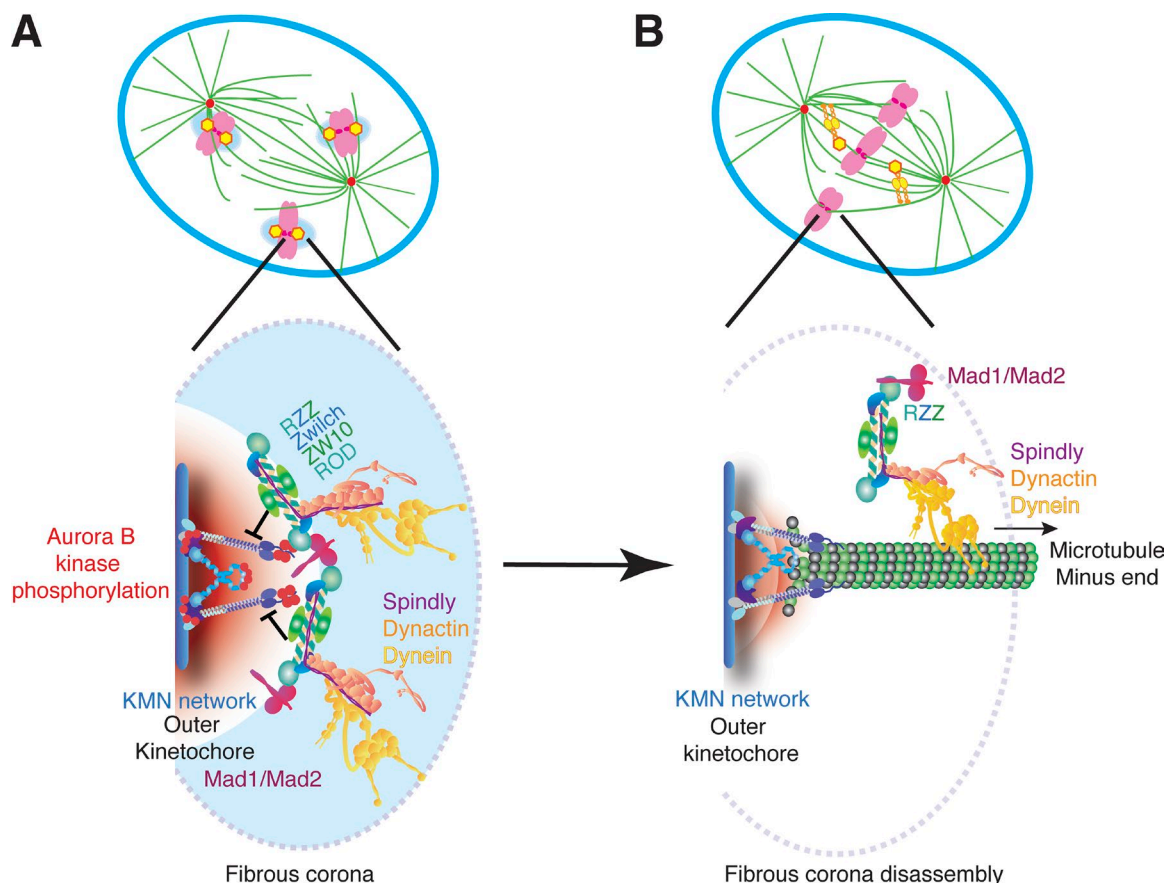 A
B
RZZ
Zwilch
ZW10
ROD
Aurora B
kinase
phosphorylation
Spindly
Dynactin
Dynein
KMN network
Outer
Kinetochore
Mad1/Mad2
Fibrous corona
Mad1/Mad2
RZZ
Spindly
Dynactin
Dynein
Microtubule
Minus end
KMN network
Outer
kinetochore
Fibrous corona disassembly